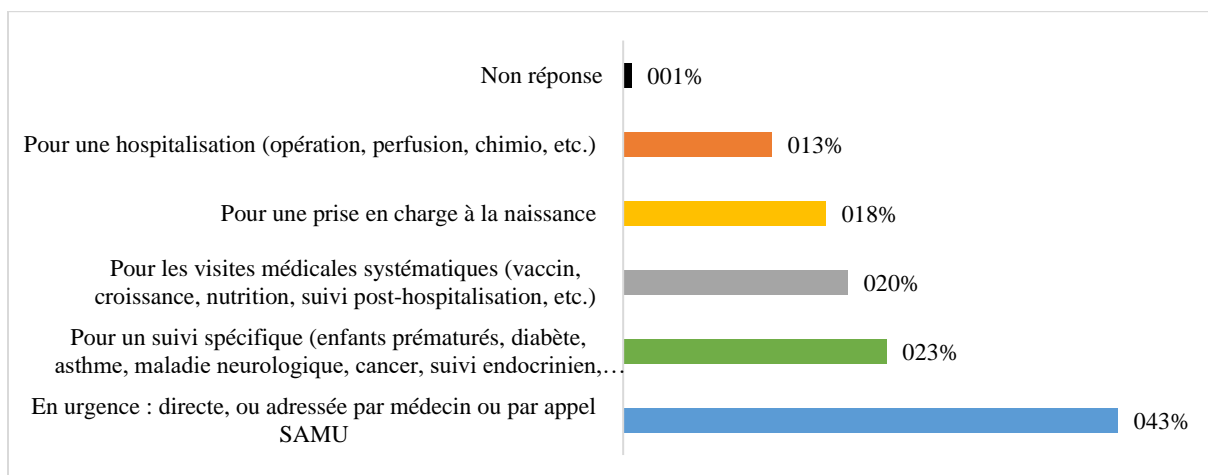 Non réponse
001%
Pour une hospitalisation (opération, perfusion, chimio, etc.)
013%
Pour une prise en charge à la naissance
018%
Pour les visites médicales systématiques (vaccin,
croissance, nutrition, suivi post-hospitalisation, etc.)
020%
Pour un suivi spécifique (enfants prématurés, diabète,
asthme, maladie neurologique, cancer, suivi endocrinien,…
023%
En urgence : directe, ou adressée par médecin ou par appel
SAMU
043%